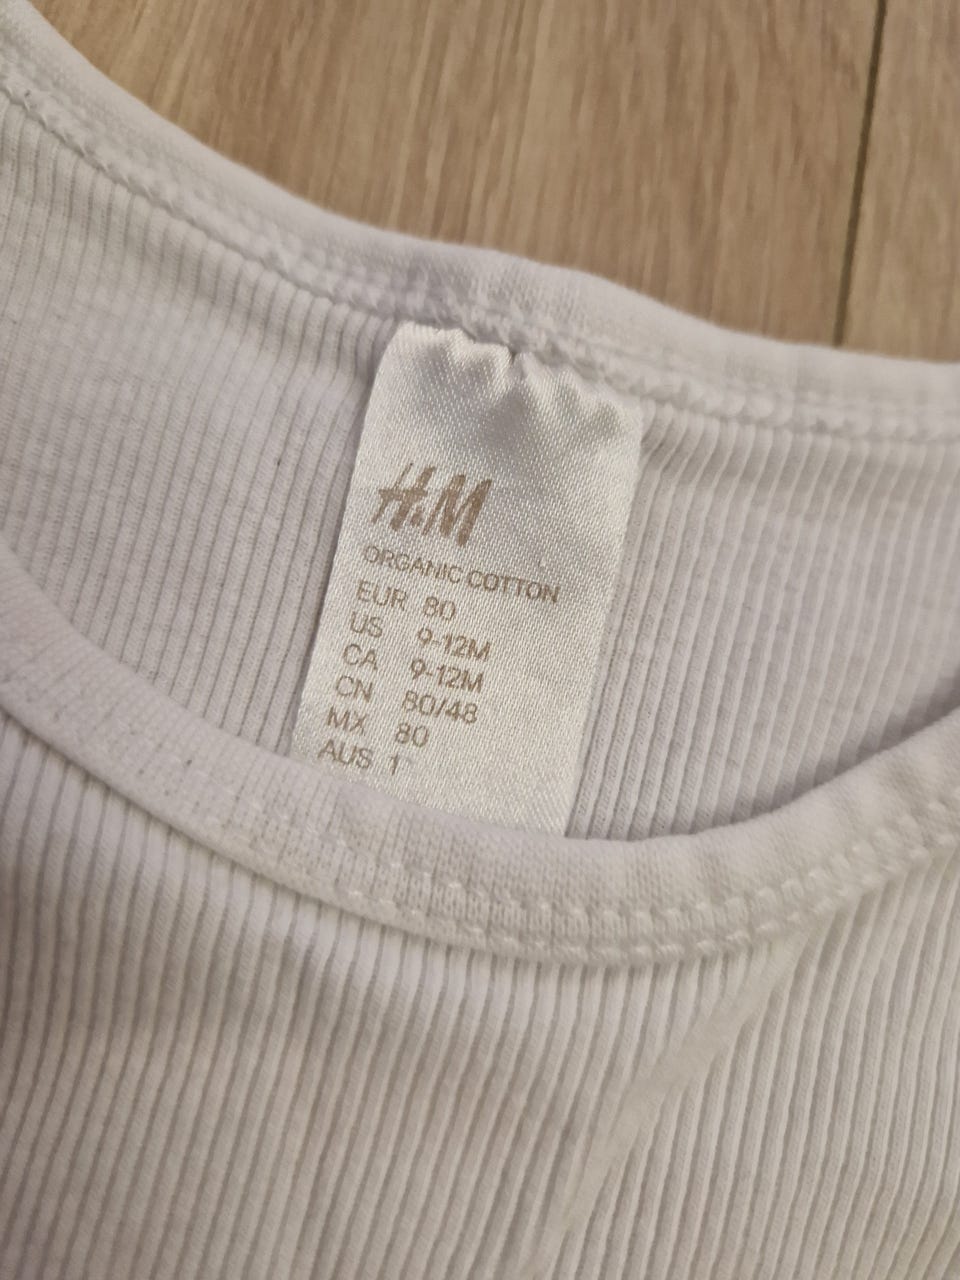 H&M
ORGANIC COTTON
EUR 80
US 9-12M
CA 9-12M
CN 80/48
MX 80
AUS 1